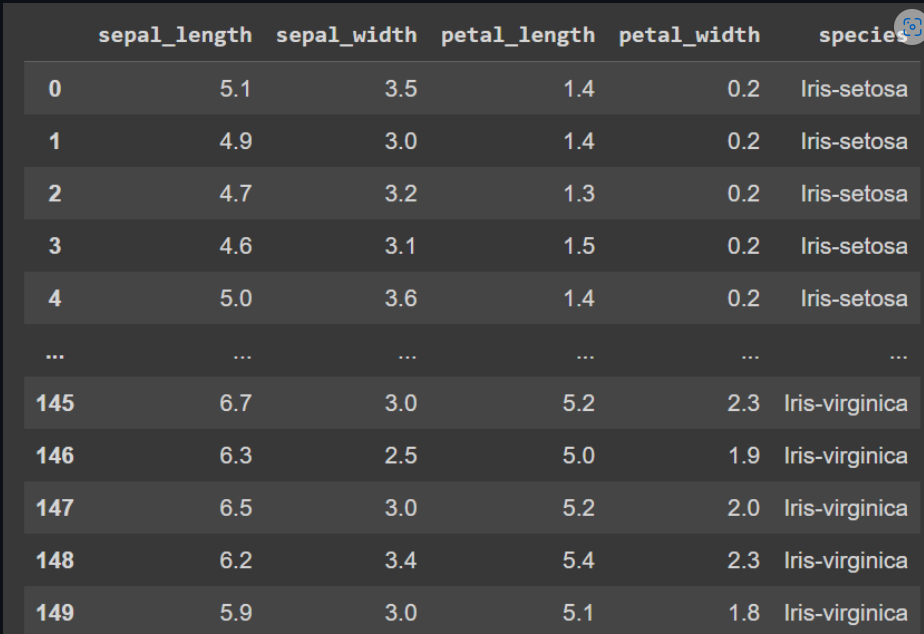 sepal_length sepal_width petal_length petal_width species
0 5.1 3.5 1.4 0.2 Iris-setosa
1 4.9 3.0 1.4 0.2 Iris-setosa
2 4.7 3.2 1.3 0.2 Iris-setosa
3 4.6 3.1 1.5 0.2 Iris-setosa
4 5.0 3.6 1.4 0.2 Iris-setosa
... ... ... ... ... ...
145 6.7 3.0 5.2 2.3 Iris-virginica
146 6.3 2.5 5.0 1.9 Iris-virginica
147 6.5 3.0 5.2 2.0 Iris-virginica
148 6.2 3.4 5.4 2.3 Iris-virginica
149 5.9 3.0 5.1 1.8 Iris-virginica